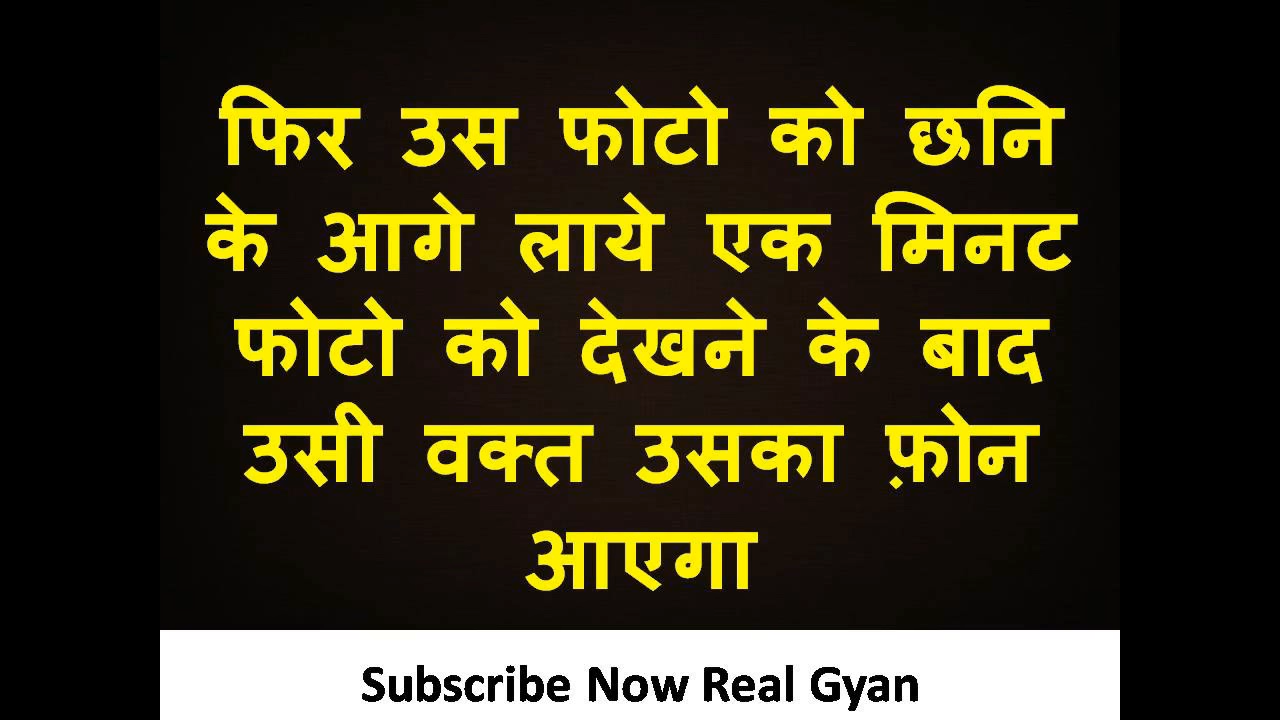 फिर उस फोटो को छनि
के आगे लाये एक मिनट
फोटो को देखने के बाद
उसी वक्त उसका फ़ोन
आएगा
Subscribe Now Real Gyan